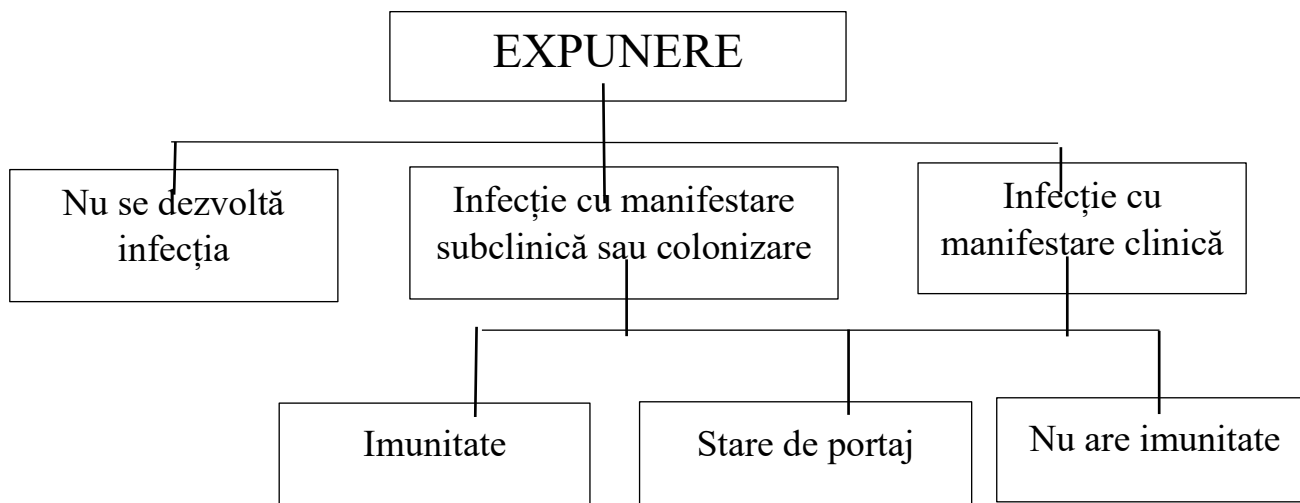 EXPUNERE
Nu se dezvoltă
infecția
Infecție cu manifestare
subclinică sau colonizare
Infecție cu
manifestare clinică
Imunitate
Stare de portaj
Nu are imunitate